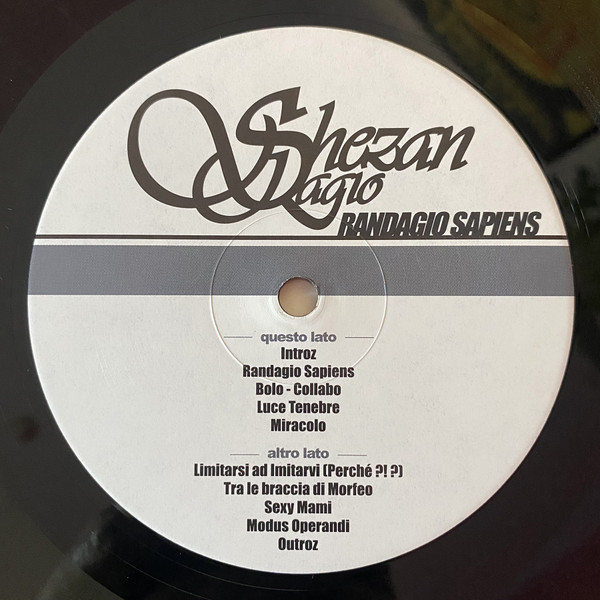 Shezan
Ragio
RANDAGIO SAPIENS
questo lato
Introz
Randagio Sapiens
Bolo - Collabo
Luce Tenebre
Miracolo
altro lato
Limitarsi ad Imitarvi (Perché ?! ?)
Tra le braccia di Morfeo
Sexy Mami
Modus Operandi
Outroz